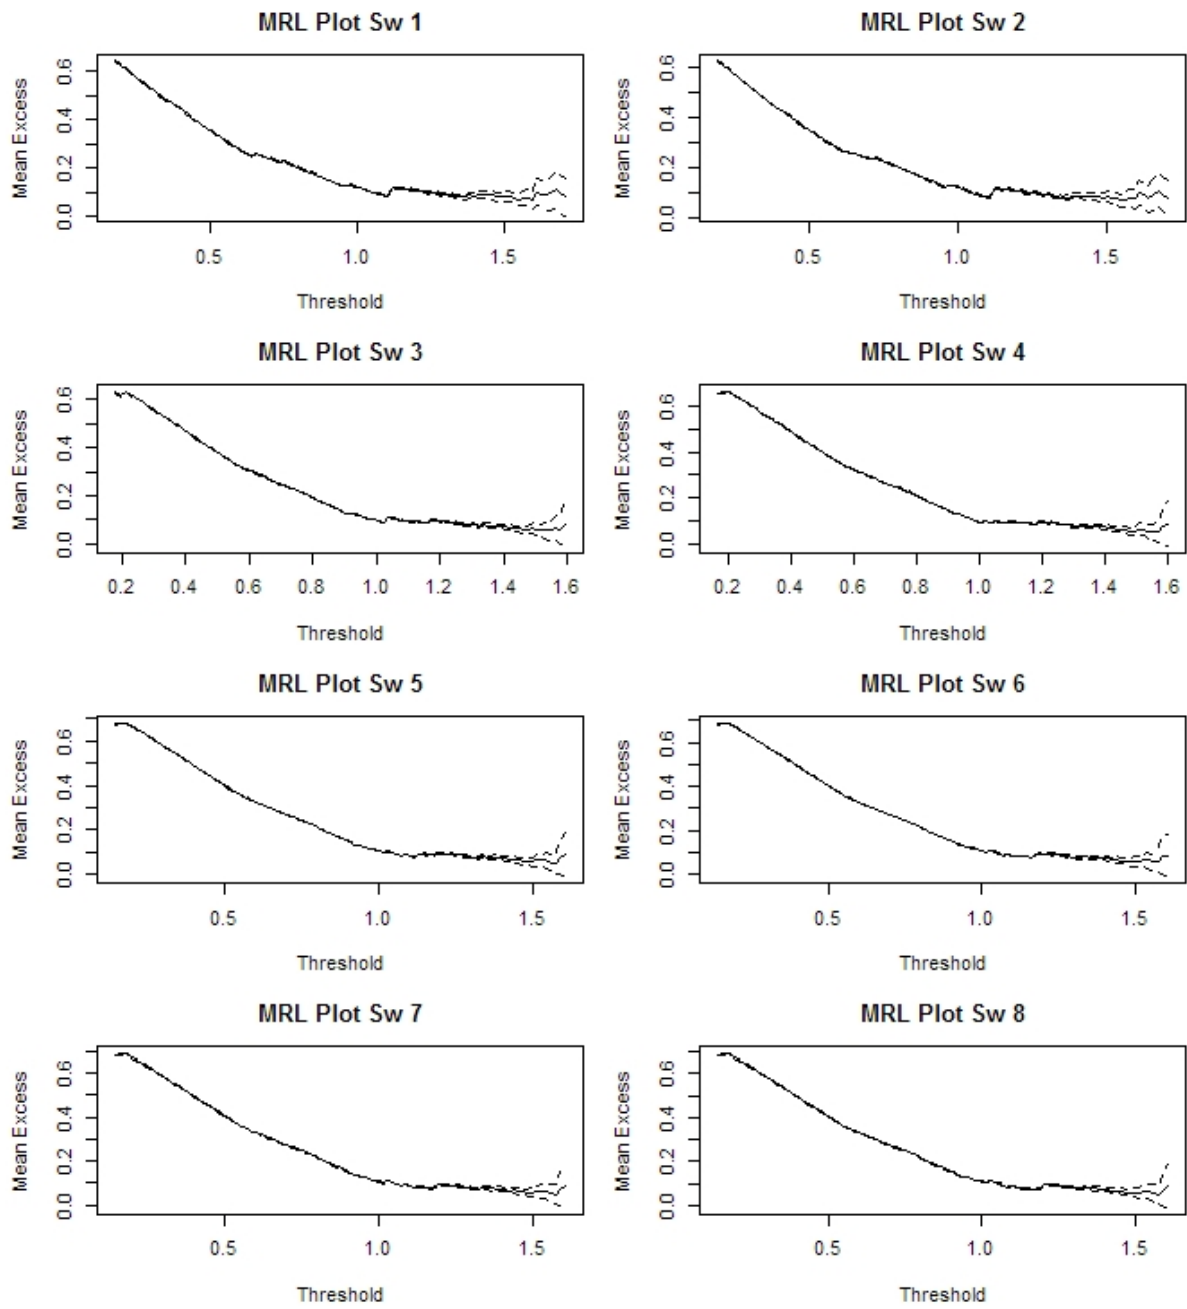 MRL Plot Sw 1
Mean Excess
0.0 0.2 0.4 0.6
0.5 1.0 1.5
Threshold
MRL Plot Sw 2
Mean Excess
0.0 0.2 0.4 0.6
0.5 1.0 1.5
Threshold
MRL Plot Sw 3
Mean Excess
0.0 0.2 0.4 0.6
0.2 0.4 0.6 0.8 1.0 1.2 1.4 1.6
Threshold
MRL Plot Sw 4
Mean Excess
0.0 0.2 0.4 0.6
0.2 0.4 0.6 0.8 1.0 1.2 1.4 1.6
Threshold
MRL Plot Sw 5
Mean Excess
0.0 0.2 0.4 0.6
0.5 1.0 1.5
Threshold
MRL Plot Sw 6
Mean Excess
0.0 0.2 0.4 0.6
0.5 1.0 1.5
Threshold
MRL Plot Sw 7
Mean Excess
0.0 0.2 0.4 0.6
0.5 1.0 1.5
Threshold
MRL Plot Sw 8
Mean Excess
0.0 0.2 0.4 0.6
0.5 1.0 1.5
Threshold